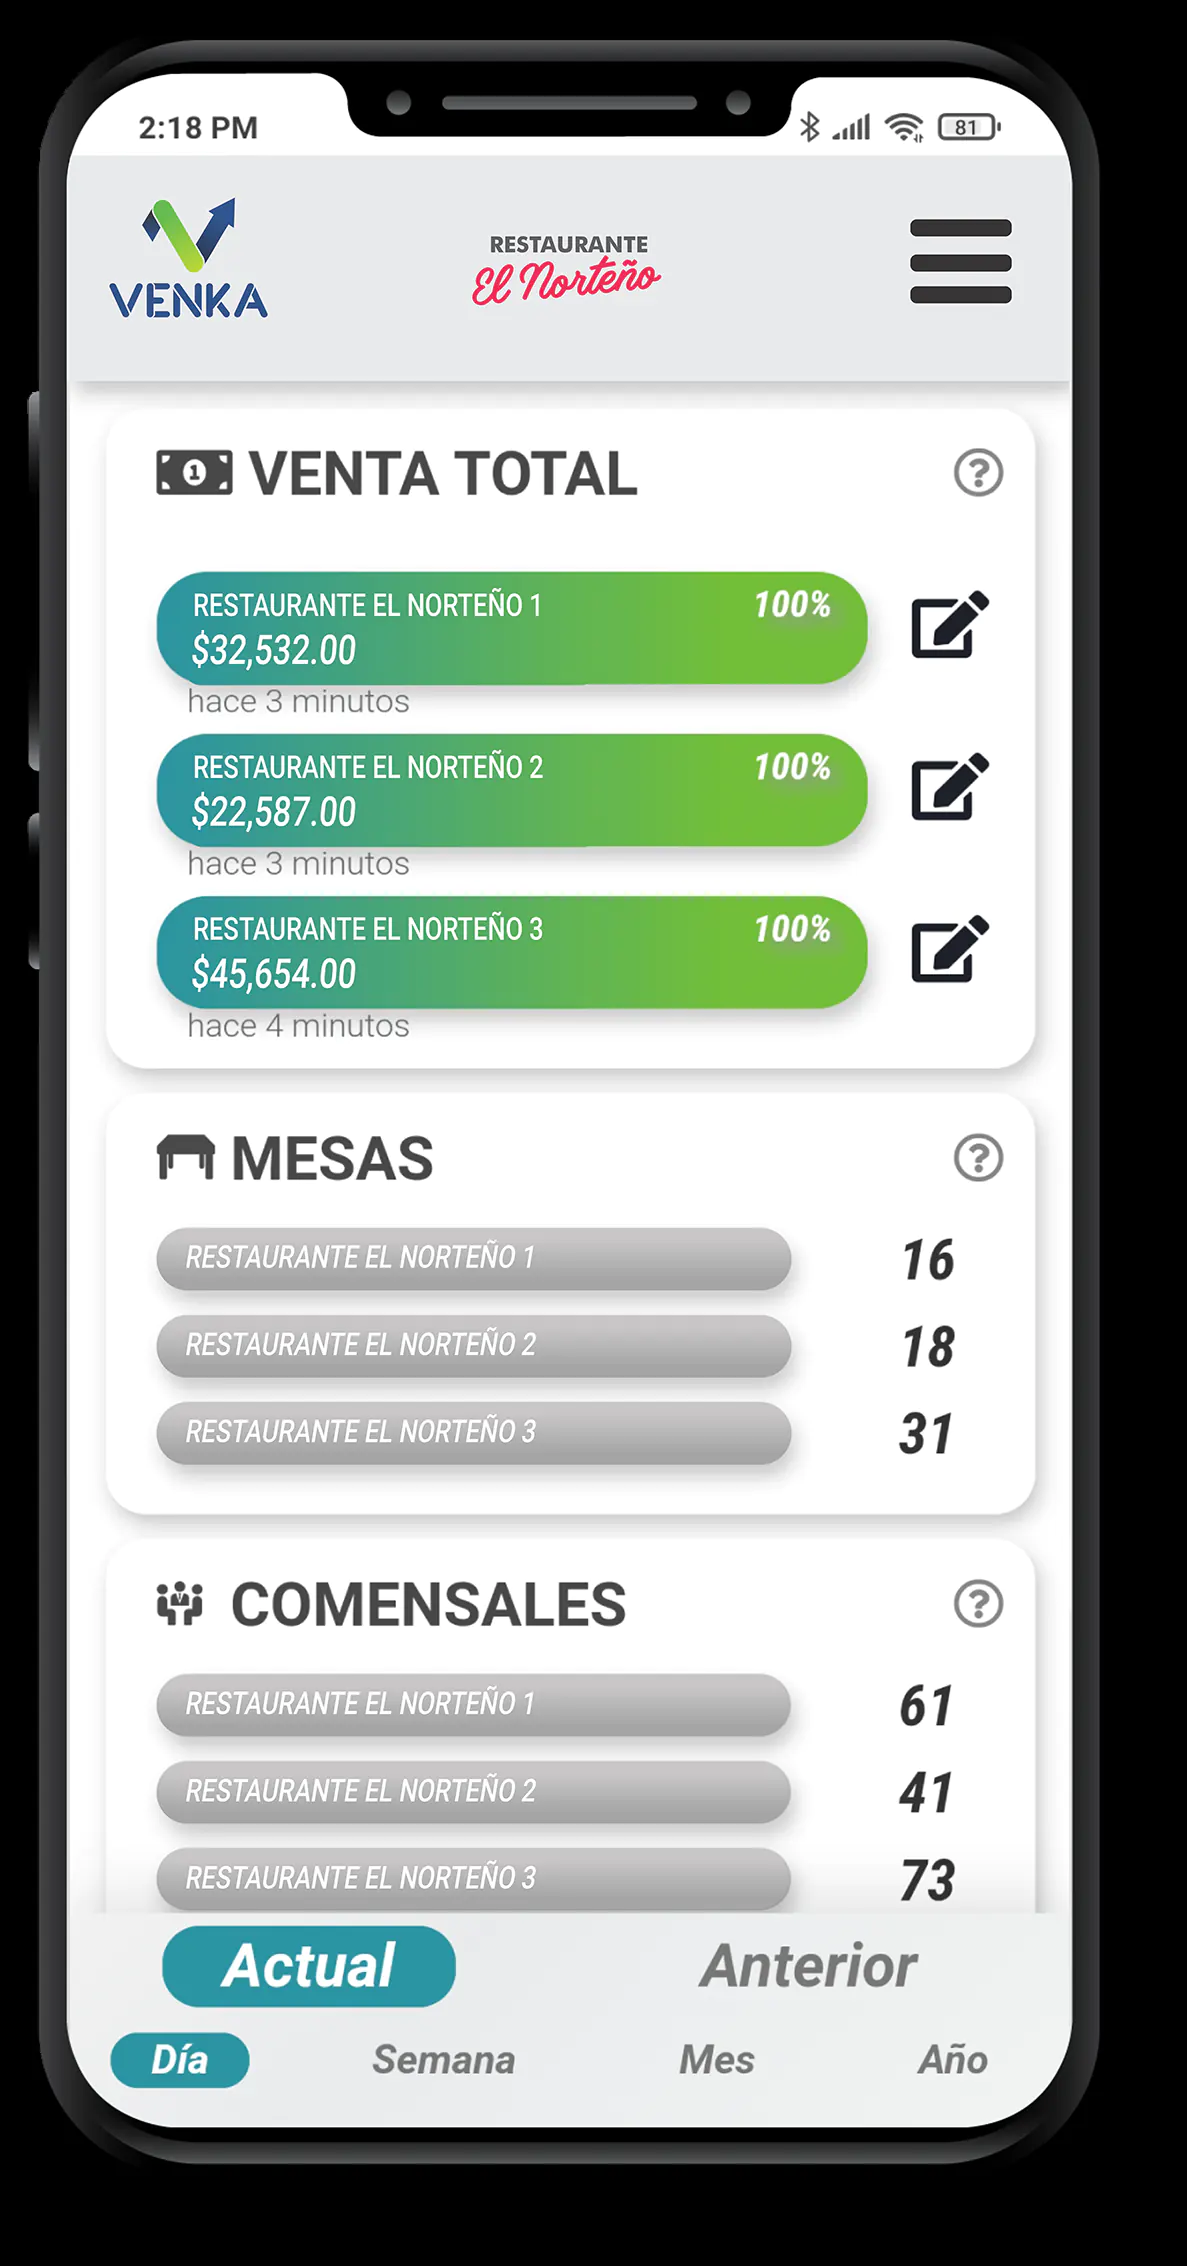 2:18 PM
81
VENKA
RESTAURANTE
El Norteño
1 VENTA TOTAL ?
RESTAURANTE EL NORTEÑO 1 100%
$32,532.00
hace 3 minutos
RESTAURANTE EL NORTEÑO 2 100%
$22,587.00
hace 3 minutos
RESTAURANTE EL NORTEÑO 3 100%
$45,654.00
hace 4 minutos
MESAS ?
RESTAURANTE EL NORTEÑO 1 16
RESTAURANTE EL NORTEÑO 2 18
RESTAURANTE EL NORTEÑO 3 31
COMENSALES ?
RESTAURANTE EL NORTEÑO 1 61
RESTAURANTE EL NORTEÑO 2 41
RESTAURANTE EL NORTEÑO 3 73
Actual Anterior
Día Semana Mes Año